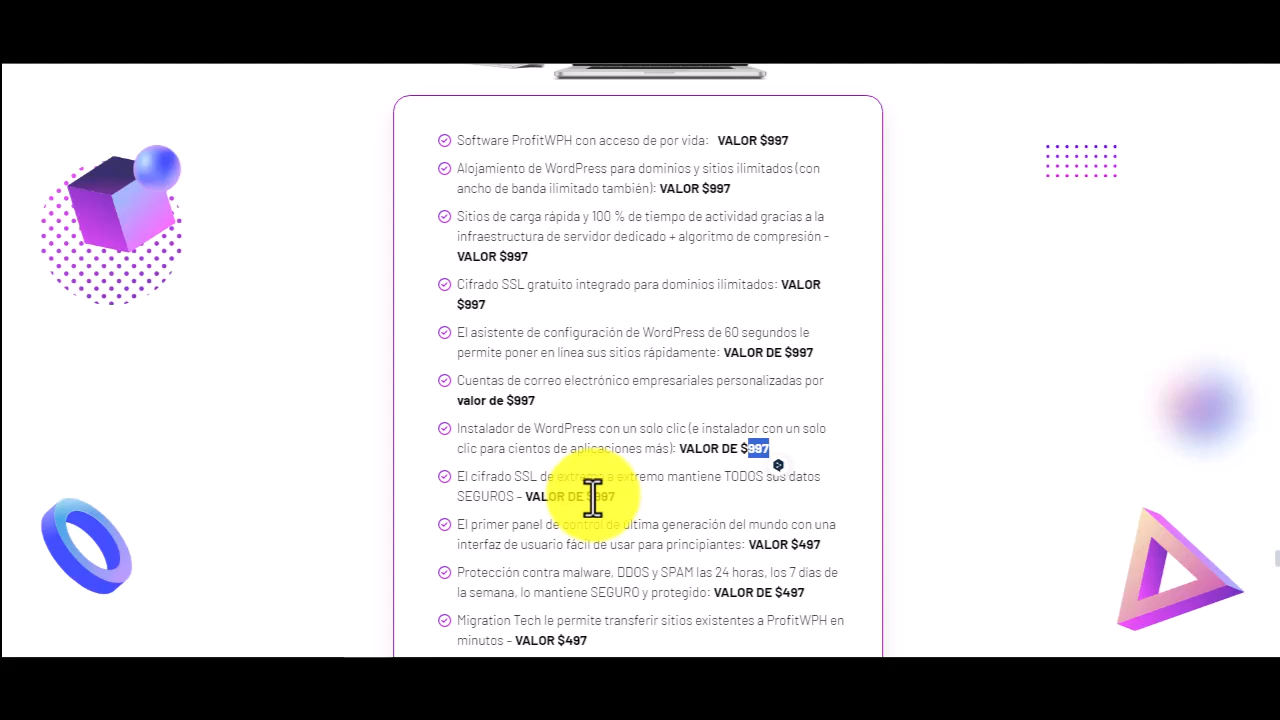 Software ProfitWPH con acceso de por vida: VALOR $997
Alojamiento de WordPress para dominios y sitios ilimitados (con
ancho de banda ilimitado también): VALOR $997
Sitios de carga rápida y 100 % de tiempo de actividad gracias a la
infraestructura de servidor dedicado + algoritmo de compresión –
VALOR $997
Cifrado SSL gratuito integrado para dominios ilimitados: VALOR
$997
El asistente de configuración de WordPress de 60 segundos le
permite poner en línea sus sitios rápidamente: VALOR DE $997
Cuentas de correo electrónico empresariales personalizadas por
valor de $997
Instalador de WordPress con un solo clic (e instalador con un solo
clic para cientos de aplicaciones más): VALOR DE $997
El cifrado SSL de extremo a extremo mantiene TODOS sus datos
SEGUROS – VALOR DE $997
El primer panel de control de última generación del mundo con una
interfaz de usuario fácil de usar para principiantes: VALOR $497
Protección contra malware, DDOS y SPAM las 24 horas, los 7 días de
la semana, lo mantiene SEGURO y protegido: VALOR DE $497
Migration Tech le permite transferir sitios existentes a ProfitWPH en
minutos – VALOR $497